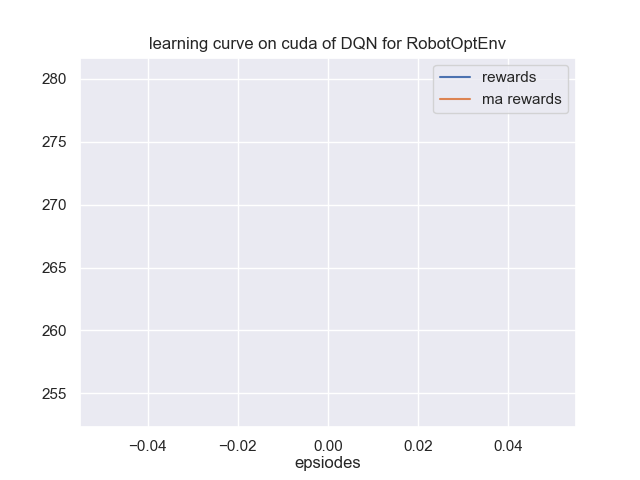 learning curve on cuda of DQN for RobotOptEnv
rewards
ma rewards
280
275
270
265
260
255
−0.04 −0.02 0.00 0.02 0.04
epsiodes